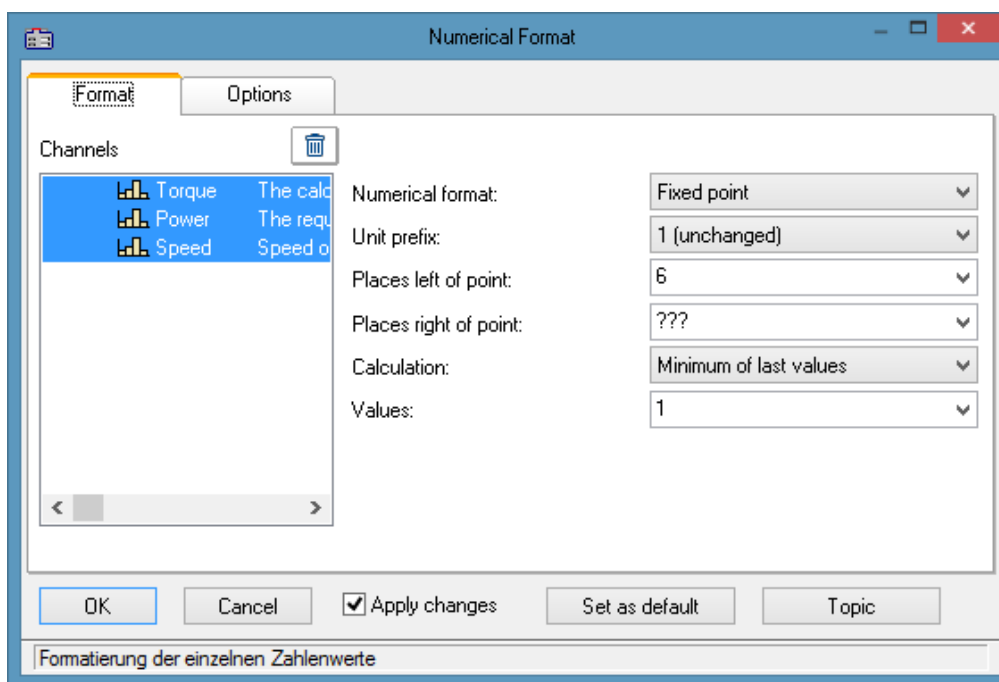 Numerical Format
Format
Options
Channels
Torque The calc
Power The requ
Speed Speed o
Numerical format: Fixed point
Unit prefix: 1 (unchanged)
Places left of point: 6
Places right of point: ???
Calculation: Minimum of last values
Values: 1
OK
Cancel
Apply changes
Set as default
Topic
Formatierung der einzelnen Zahlenwerte